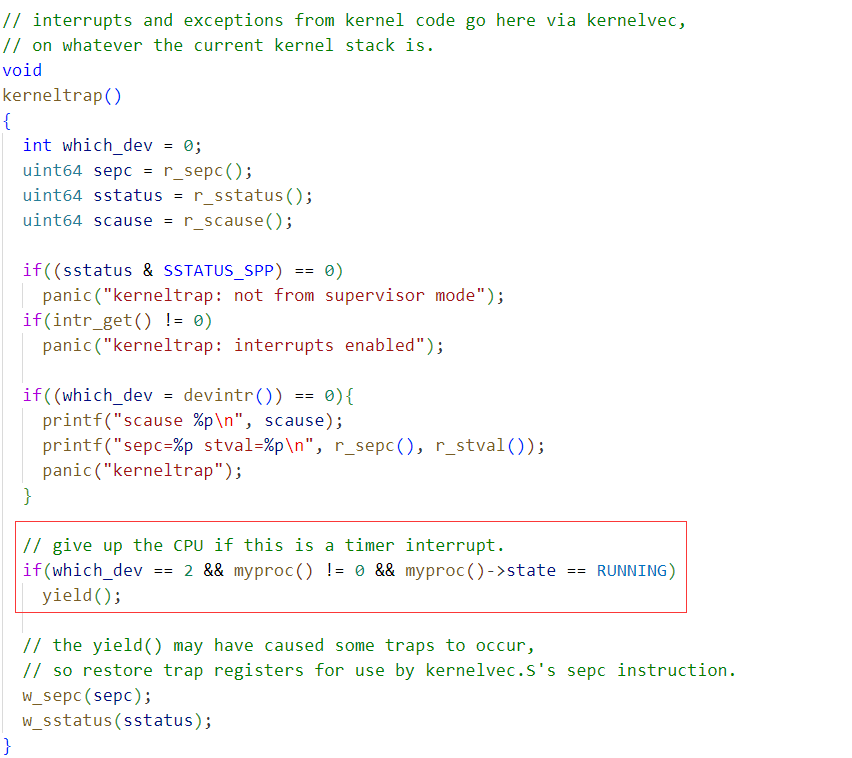 // interrupts and exceptions from kernel code go here via kernelvec,
// on whatever the current kernel stack is.
void
kerneltrap()
{
  int which_dev = 0;
  uint64 sepc = r_sepc();
  uint64 sstatus = r_sstatus();
  uint64 scause = r_scause();

  if((sstatus & SSTATUS_SPP) == 0)
    panic("kerneltrap: not from supervisor mode");
  if(intr_get() != 0)
    panic("kerneltrap: interrupts enabled");

  if((which_dev = devintr()) == 0){
    printf("scause %p\n", scause);
    printf("sepc=%p stval=%p\n", r_sepc(), r_stval());
    panic("kerneltrap");
  }

  // give up the CPU if this is a timer interrupt.
  if(which_dev == 2 && myproc() != 0 && myproc()->state == RUNNING)
    yield();

  // the yield() may have caused some traps to occur,
  // so restore trap registers for use by kernelvec.S's sepc instruction.
  w_sepc(sepc);
  w_sstatus(sstatus);
}